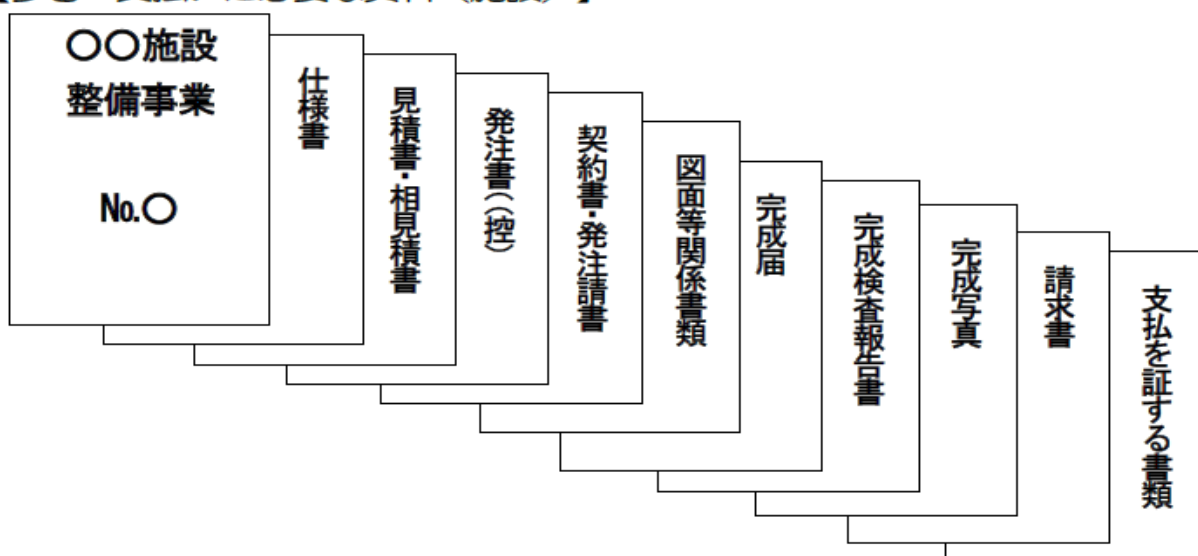 〇〇施設
整備事業
No.〇
仕様書
見積書・相見積書
発注書((控)
契約書・発注請書
図面等関係書類
完成届
完成検査報告書
完成写真
請求書
支払を証する書類